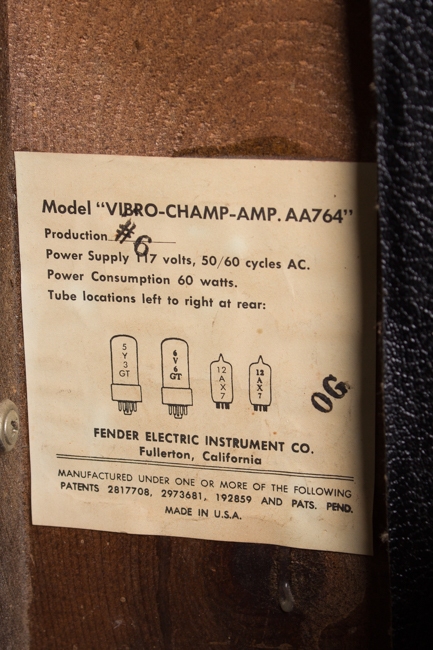 Model "VIBRO-CHAMP-AMP. AA764"
Production #6
Power Supply 117 volts, 50/60 cycles AC.
Power Consumption 60 watts.
Tube locations left to right at rear:
5Y3GT 6V6GT 12AX7 12AX7
OG
FENDER ELECTRIC INSTRUMENT CO.
Fullerton, California
MANUFACTURED UNDER ONE OR MORE OF THE FOLLOWING
PATENTS 2817708, 2973681, 192859 AND PATS. PEND.
MADE IN U.S.A.